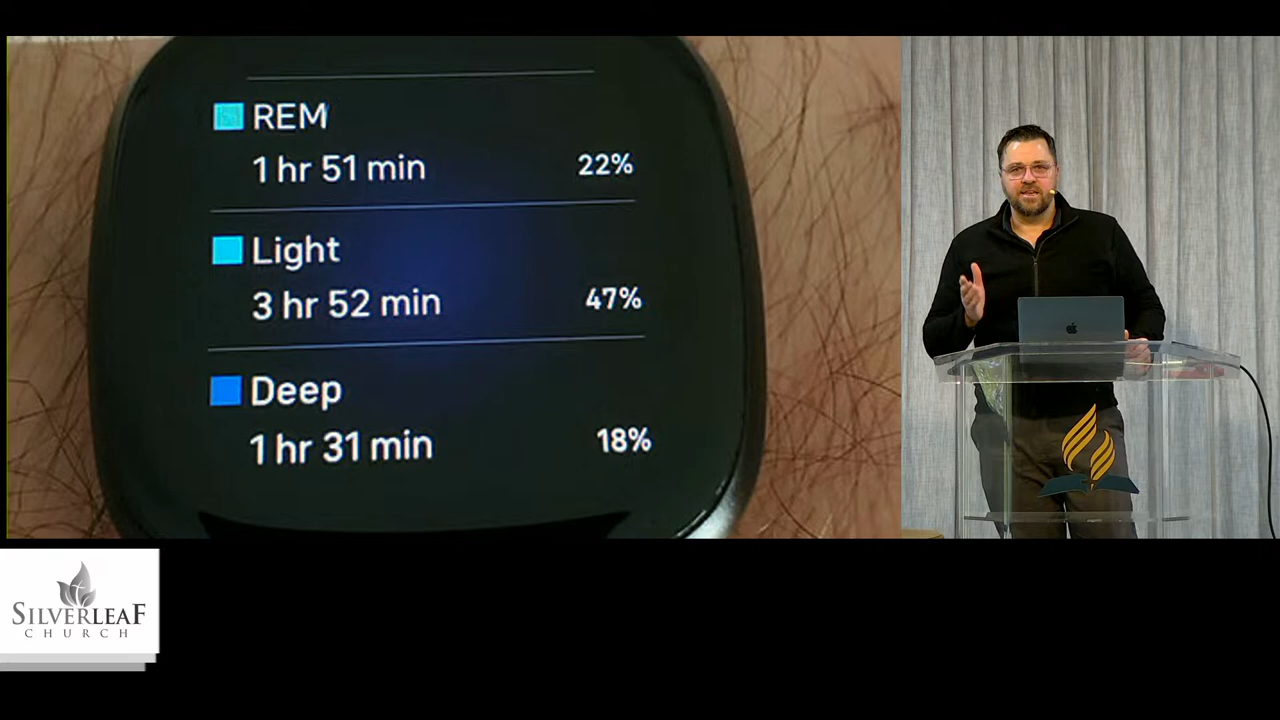 REM
1 hr 51 min 22%
Light
3 hr 52 min 47%
Deep
1 hr 31 min 18%
SILVERLEAF
CHURCH